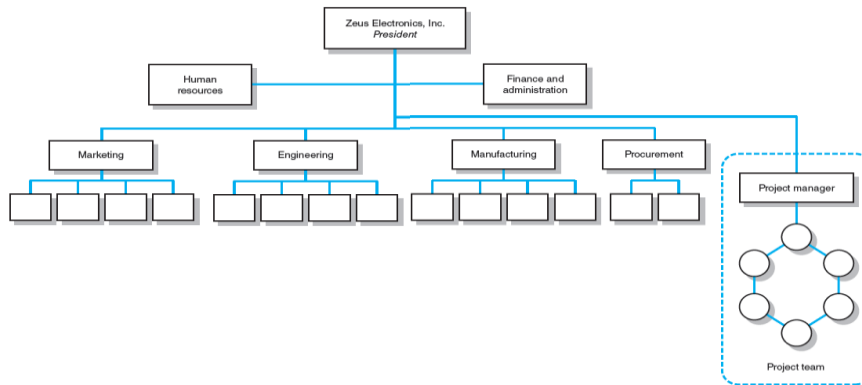 Zeus Electronics, Inc.
President
Human
resources
Finance and
administration
Marketing
Engineering
Manufacturing
Procurement
Project manager
Project team